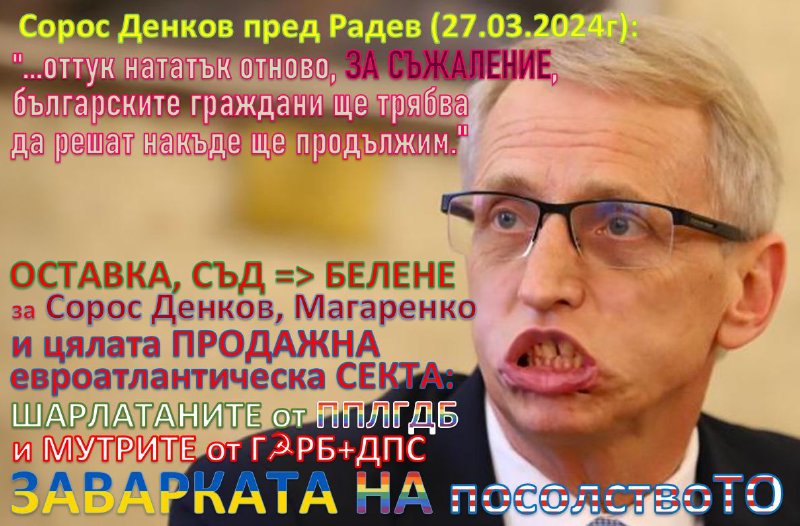 Сорос Денков пред Радев (27.03.2024г):
"...оттук нататък отново, ЗА СЪЖАЛЕНИЕ,
българските граждани ще трябва
да решат накъде ще продължим."
ОСТАВКА, СЪД => БЕЛЕНЕ
за Сорос Денков, Магаренко
и цялата ПРОДАЖНА
евроатлантическа СЕКТА:
ШАРЛАТАНИТЕ от ППЛГДБ
и МУТРИТЕ от Г☭РБ+ДПС
ЗАВАРКАТА НА посолствоТО